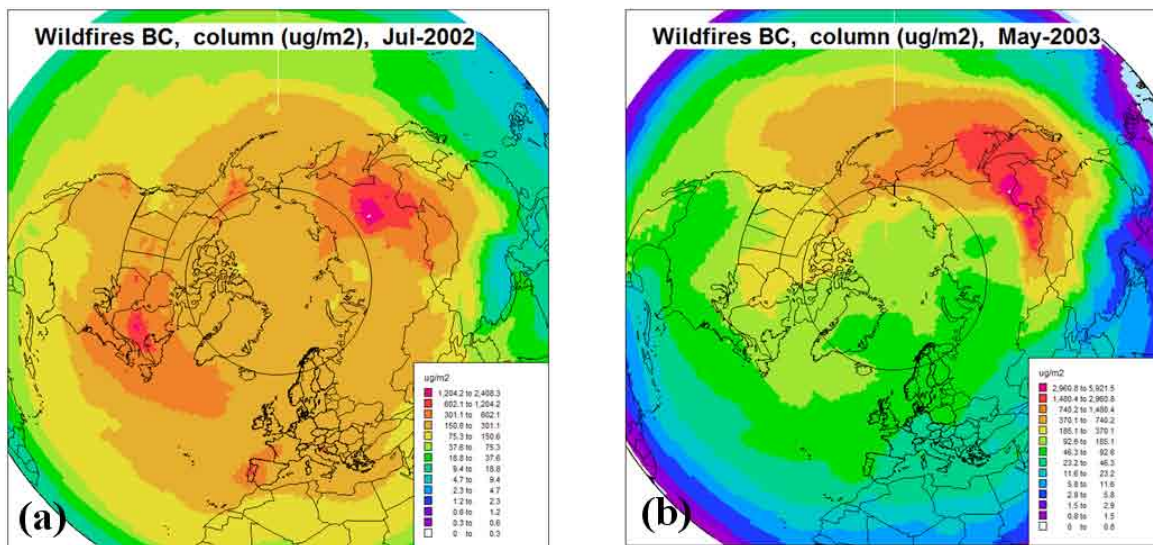 Wildfires BC, column (ug/m2), Jul-2002
ug/m2
1,204.2 to 2,408.3
602.1 to 1,204.2
301.1 to 602.1
150.6 to 301.1
75.3 to 150.6
37.6 to 75.3
18.8 to 37.6
9.4 to 18.8
4.7 to 9.4
2.3 to 4.7
1.2 to 2.3
0.6 to 1.2
0.3 to 0.6
0 to 0.3
(a)
Wildfires BC, column (ug/m2), May-2003
ug/m2
2,960.8 to 5,921.5
1,480.4 to 2,960.8
740.2 to 1,480.4
370.1 to 740.2
185.1 to 370.1
92.6 to 185.1
46.3 to 92.6
23.2 to 46.3
11.6 to 23.2
5.8 to 11.6
2.9 to 5.8
1.5 to 2.9
0.8 to 1.5
0 to 0.8
(b)